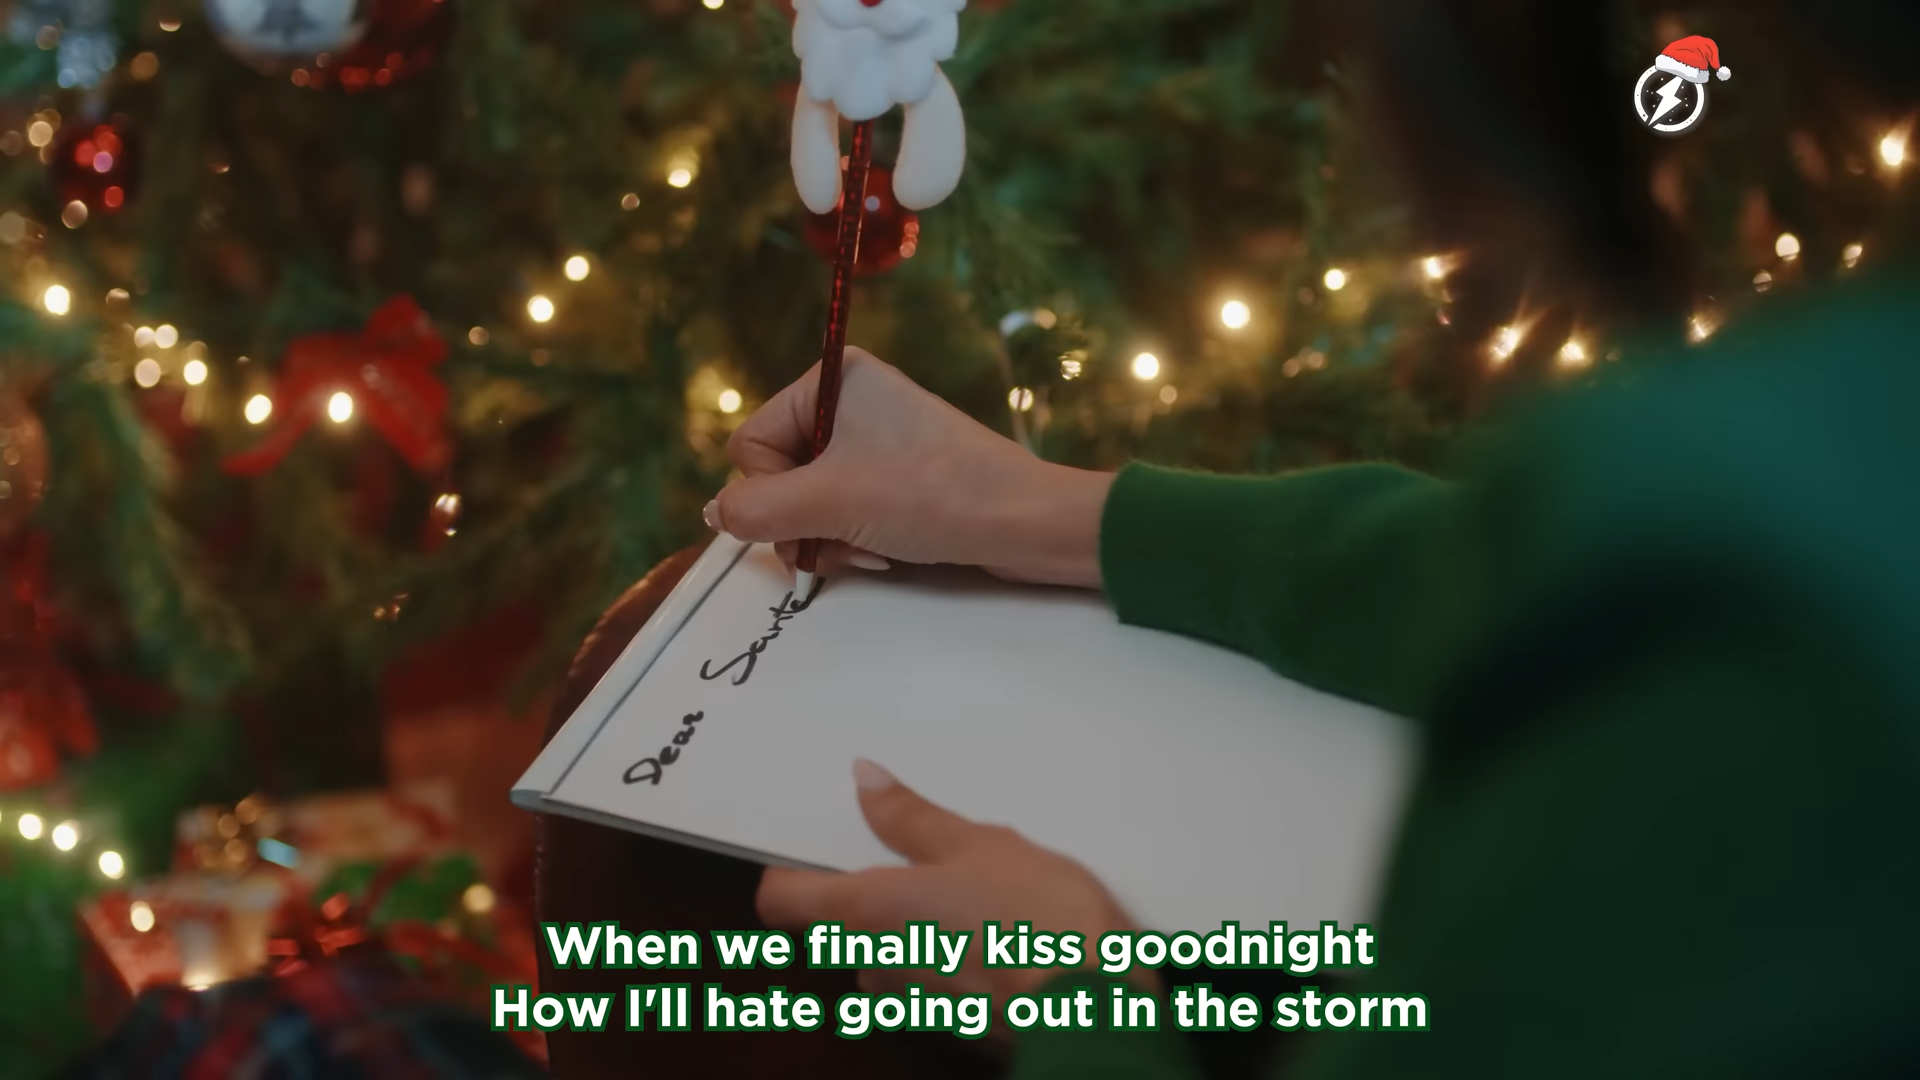 Dear Santa
When we finally kiss goodnight
How I'll hate going out in the storm